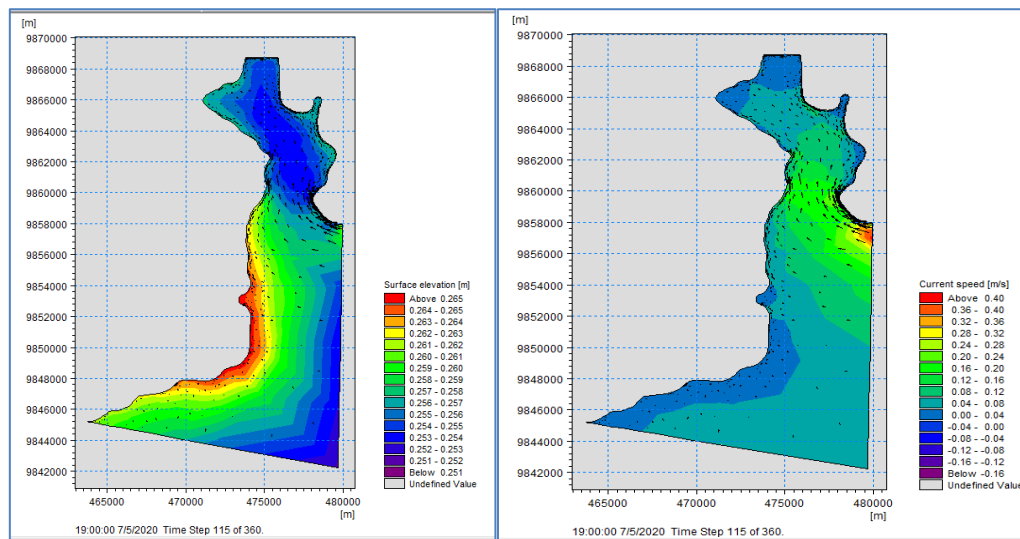 [m]
9870000
9868000
9866000
9864000
9862000
9860000
9858000
9856000
9854000
9852000
9850000
9848000
9846000
9844000
9842000
465000 470000 475000 480000
[m]
Surface elevation [m]
Above 0.265
0.264 - 0.265
0.263 - 0.264
0.262 - 0.263
0.261 - 0.262
0.260 - 0.261
0.259 - 0.260
0.258 - 0.259
0.257 - 0.258
0.256 - 0.257
0.255 - 0.256
0.254 - 0.255
0.253 - 0.254
0.252 - 0.253
0.251 - 0.252
Below 0.251
Undefined Value
19:00:00 7/5/2020 Time Step 115 of 360.
[m]
9870000
9868000
9866000
9864000
9862000
9860000
9858000
9856000
9854000
9852000
9850000
9848000
9846000
9844000
9842000
465000 470000 475000 480000
[m]
Current speed [m/s]
Above 0.40
0.36 - 0.40
0.32 - 0.36
0.28 - 0.32
0.24 - 0.28
0.20 - 0.24
0.16 - 0.20
0.12 - 0.16
0.08 - 0.12
0.04 - 0.08
0.00 - 0.04
-0.04 - 0.00
-0.08 - -0.04
-0.12 - -0.08
-0.16 - -0.12
Below -0.16
Undefined Value
19:00:00 7/5/2020 Time Step 115 of 360.